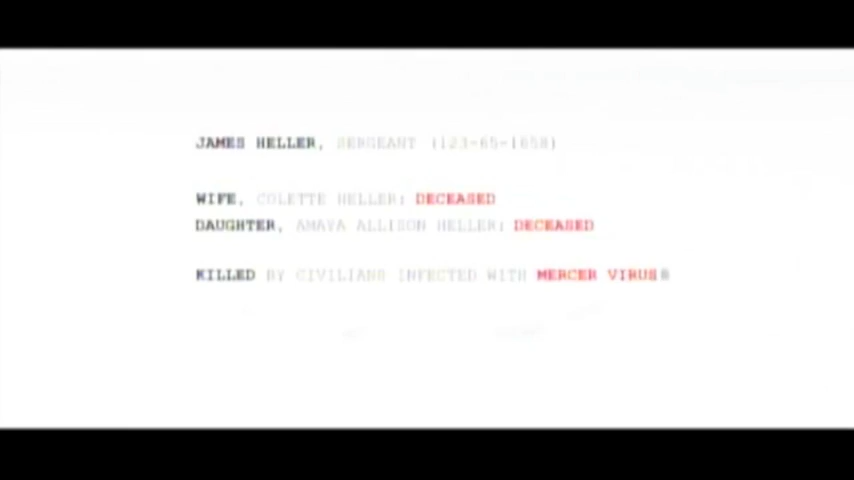 JAMES HELLER, SERGEANT (123-65-1658)
WIFE, COLETTE HELLER: DECEASED
DAUGHTER, AMAYA ALLISON HELLER: DECEASED
KILLED BY CIVILIANS INFECTED WITH MERCER VIRUS